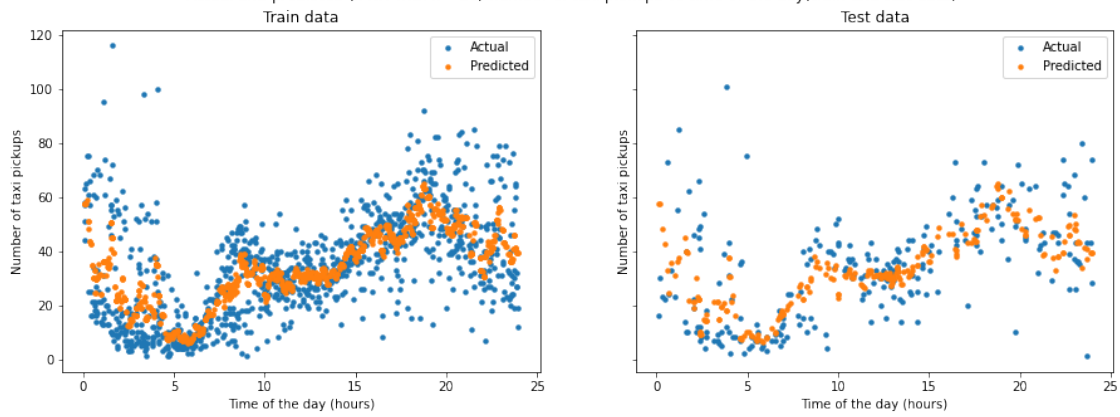 Train data
Test data
120
100
80
60
40
20
0
Number of taxi pickups
Actual
Predicted
0 5 10 15 20 25
Time of the day (hours)
Number of taxi pickups
Actual
Predicted
0 5 10 15 20 25
Time of the day (hours)